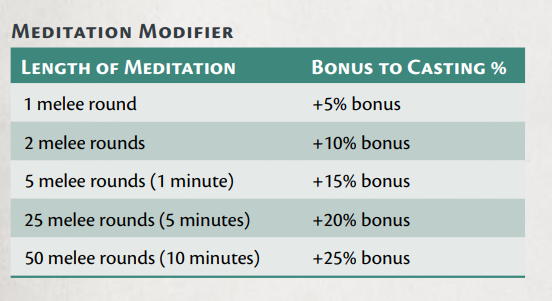 Meditation Modifier
Length of Meditation Bonus to Casting %
1 melee round +5% bonus
2 melee rounds +10% bonus
5 melee rounds (1 minute) +15% bonus
25 melee rounds (5 minutes) +20% bonus
50 melee rounds (10 minutes) +25% bonus